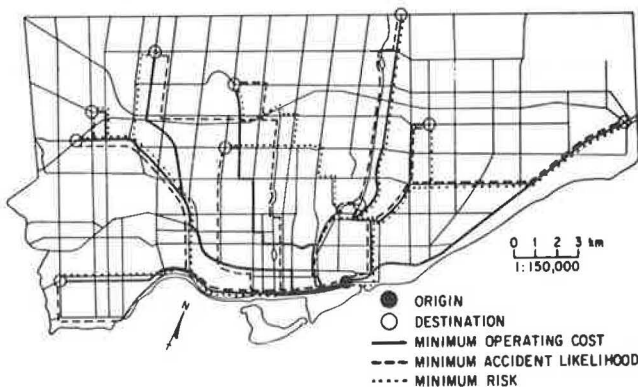 0 1 2 3 km
1:150,000
N
ORIGIN
DESTINATION
MINIMUM OPERATING COST
MINIMUM ACCIDENT LIKELIHOOD
MINIMUM RISK